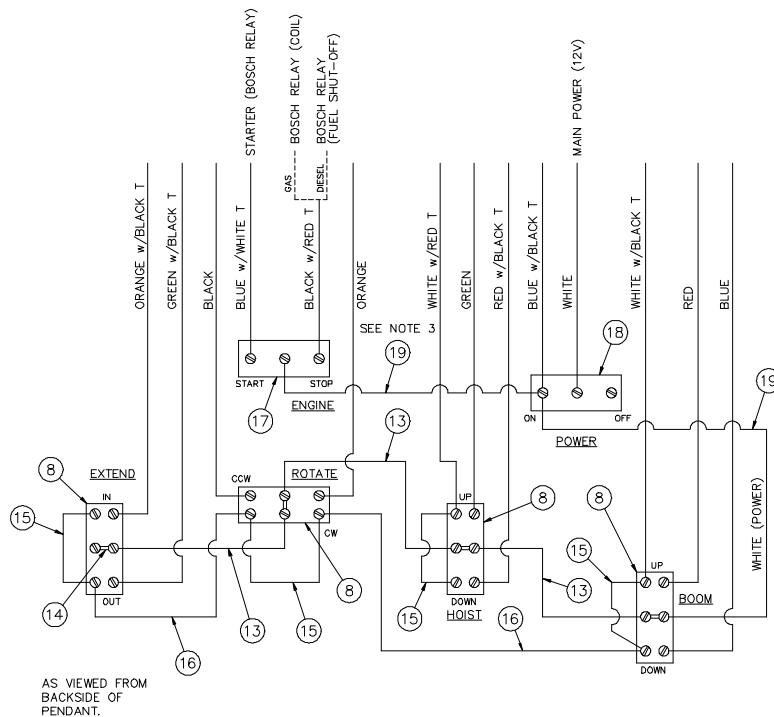 STARTER (BOSCH RELAY)
BOSCH RELAY (COIL)
BOSCH RELAY
(FUEL SHUT-OFF)
MAIN POWER (12V)
GAS
DIESEL
ORANGE w/BLACK T
GREEN w/BLACK T
BLACK
BLUE w/WHITE T
BLACK w/RED T
ORANGE
WHITE w/RED T
GREEN
RED w/BLACK T
BLUE w/BLACK T
WHITE
WHITE w/BLACK T
RED
BLUE
SEE NOTE 3
19
18
START
STOP
17
ENGINE
ON
OFF
POWER
19
13
8
EXTEND
IN
15
14
OUT
16
CCW
ROTATE
CW
13
15
8
UP
8
15
DOWN
HOIST
13
16
8
15
UP
BOOM
DOWN
WHITE (POWER)
AS VIEWED FROM
BACKSIDE OF
PENDANT.